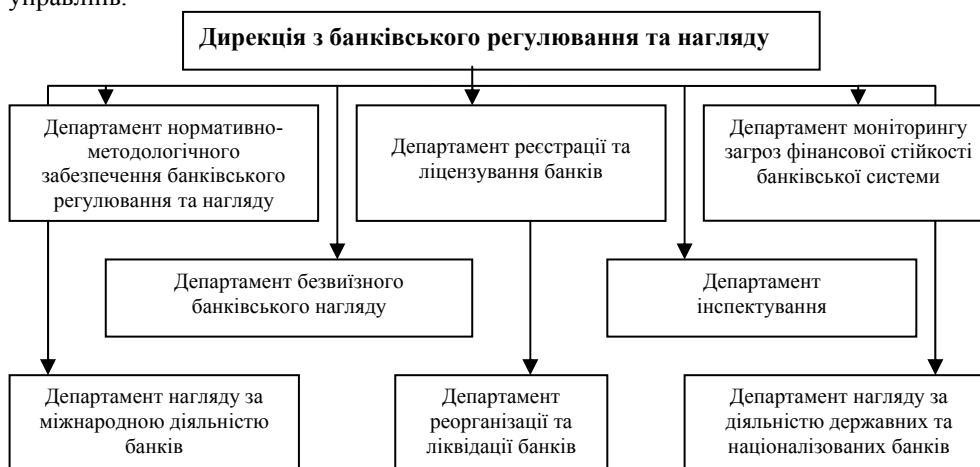 управлінь.
Дирекція з банківського регулювання та нагляду
Департамент нормативно-
методологічного
забезпечення банківського
регулювання та нагляду
Департамент реєстрації та
ліцензування банків
Департамент моніторингу
загроз фінансової стійкості
банківської системи
Департамент безвиїзного
банківського нагляду
Департамент
інспектування
Департамент нагляду за
міжнародною діяльністю
банків
Департамент
реорганізації та
ліквідації банків
Департамент нагляду за
діяльністю державних та
націоналізованих банків